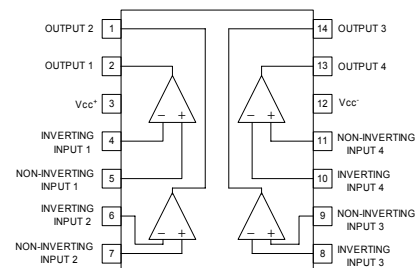 OUTPUT 2 1
OUTPUT 1 2
Vcc+ 3
INVERTING
INPUT 1 4
NON-INVERTING
INPUT 1 5
INVERTING
INPUT 2 6
NON-INVERTING
INPUT 2 7
14 OUTPUT 3
13 OUTPUT 4
12 Vcc-
11 NON-INVERTING
INPUT 4
10 INVERTING
INPUT 4
9 NON-INVERTING
INPUT 3
8 INVERTING
INPUT 3
− +
− +
− +
− +